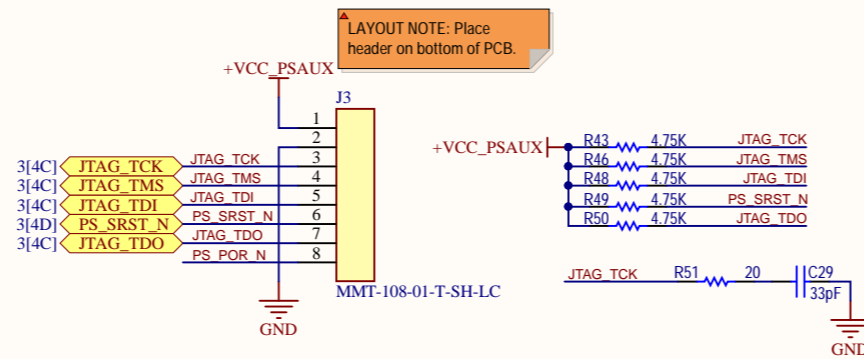 LAYOUT NOTE: Place
header on bottom of PCB.
+VCC_PSAUX
J3
1
2
3[4C] JTAG_TCK JTAG_TCK 3
3[4C] JTAG_TMS JTAG_TMS 4
3[4C] JTAG_TDI JTAG_TDI 5
3[4D] PS_SRST_N PS_SRST_N 6
3[4C] JTAG_TDO JTAG_TDO 7
PS_POR_N 8
MMT-108-01-T-SH-LC
GND
+VCC_PSAUX
R43 4.75K JTAG_TCK
R46 4.75K JTAG_TMS
R48 4.75K JTAG_TDI
R49 4.75K PS_SRST_N
R50 4.75K JTAG_TDO
JTAG_TCK R51 20 C29
33pF
GND